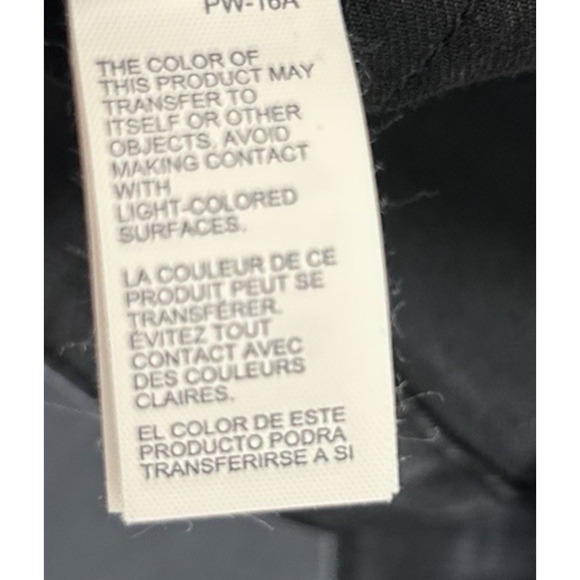 PW-16A
THE COLOR OF
THIS PRODUCT MAY
TRANSFER TO
ITSELF OR OTHER
OBJECTS, AVOID
MAKING CONTACT
WITH
LIGHT-COLORED
SURFACES.
LA COULEUR DE CE
PRODUIT PEUT SE
TRANSFÉRER.
ÉVITEZ TOUT
CONTACT AVEC
DES COULEURS
CLAIRES.
EL COLOR DE ESTE
PRODUCTO PODRA
TRANSFERIRSE A SI